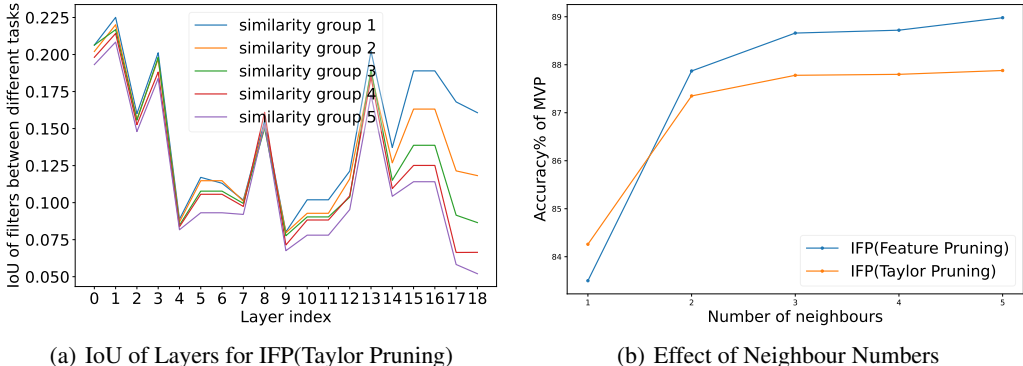 IoU of filters between different tasks
0.225
0.200
0.175
0.150
0.125
0.100
0.075
0.050
similarity group 1
similarity group 2
similarity group 3
similarity group 4
similarity group 5
0 1 2 3 4 5 6 7 8 9 10 11 12 13 14 15 16 17 18
Layer index
(a) IoU of Layers for IFP(Taylor Pruning)
Accuracy% of MVP
89
88
87
86
85
84
IFP(Feature Pruning)
IFP(Taylor Pruning)
1 2 3 4 5
Number of neighbours
(b) Effect of Neighbour Numbers